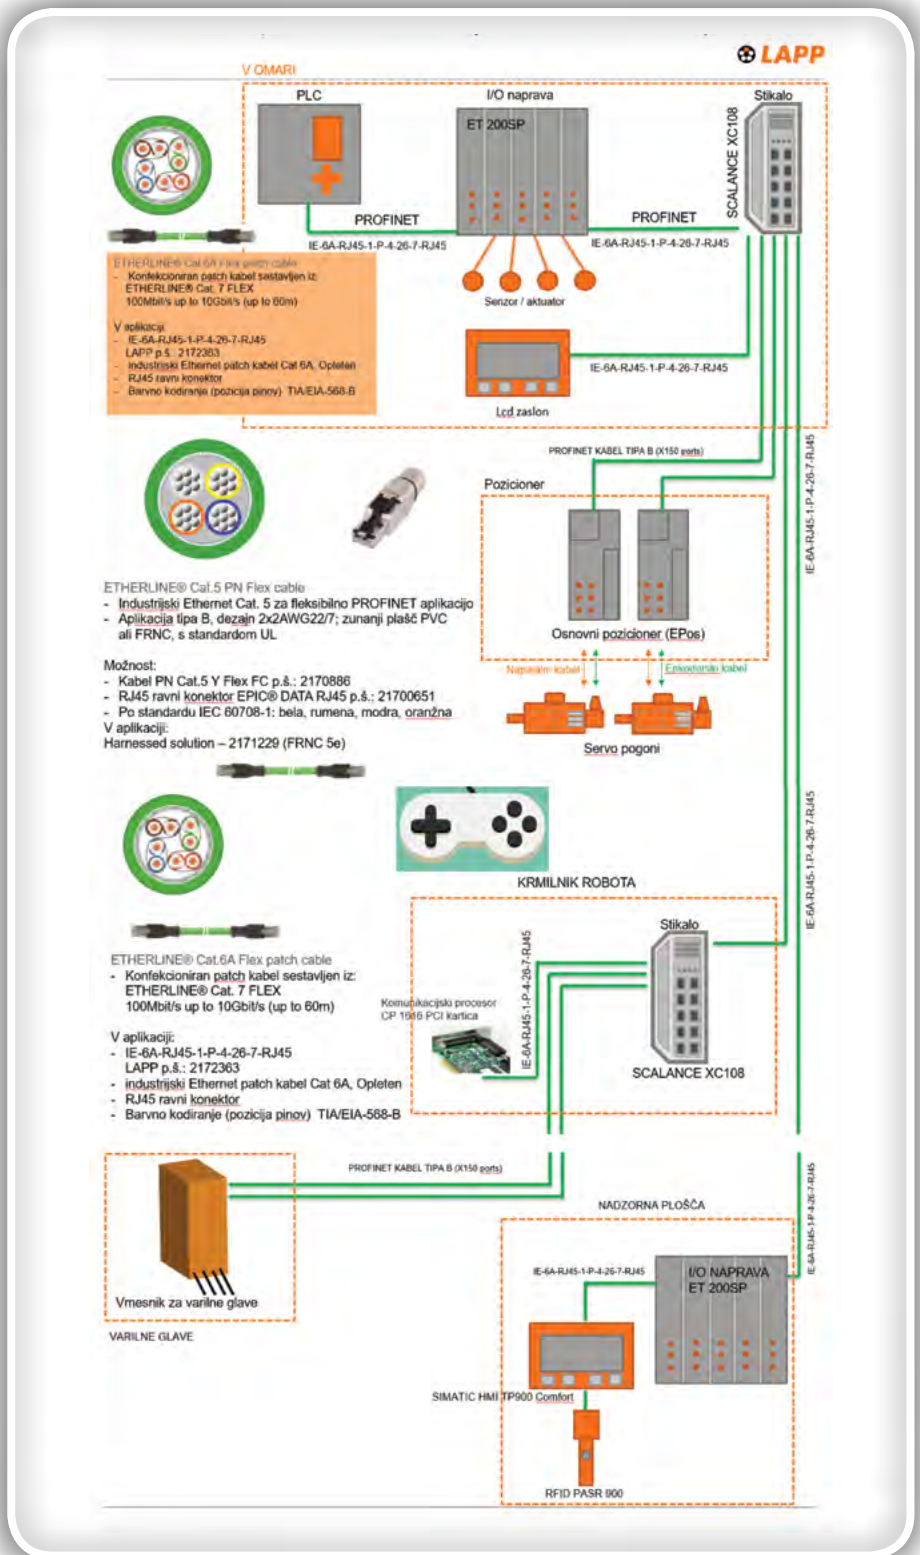 LAPP
V OMARI
PLC
I/O naprava
Stikalo
ET 200SP
SCALANCE XC108
PROFINET
PROFINET
IE-6A-RJ45-1-P-4-26-7-RJ45
IE-6A-RJ45-1-P-4-26-7-RJ45
Senzor / aktuator
IE-6A-RJ45-1-P-4-26-7-RJ45
Lcd zaslon
ETHERLINE® Cat.6A Flex patch cable
- Konfekcioniran patch kabel sestavljen iz:
ETHERLINE® Cat. 7 FLEX
100Mbit/s up to 10Gbit/s (up to 60m)
V aplikaciji:
- IE-6A-RJ45-1-P-4-26-7-RJ45
LAPP p.š.: 2172363
- industrijski Ethernet patch kabel Cat 6A, Opleten
- RJ45 ravni konektor
- Barvno kodiranje (pozicija pinov) TIA/EIA-568-B
PROFINET KABEL TIPA B (X150 ports)
IE-6A-RJ45-1-P-4-26-7-RJ45
Pozicioner
Osnovni pozicioner (EPos)
Napajalni kabel
Enkoderski kabel
Servo pogoni
ETHERLINE® Cat.5 PN Flex cable
- Industrijski Ethernet Cat. 5 za fleksibilno PROFINET aplikacijo
- Aplikacija tipa B, dezajn 2x2AWG22/7; zunanji plašč PVC
ali FRNC, s standardom UL
Možnost:
- Kabel PN Cat.5 Y Flex FC p.š.: 2170886
- RJ45 ravni konektor EPIC® DATA RJ45 p.š.: 21700651
- Po standardu IEC 60708-1: bela, rumena, modra, oranžna
V aplikaciji:
Harnessed solution – 2171229 (FRNC 5e)
IE-6A-RJ45-1-P-4-26-7-RJ45
KRMILNIK ROBOTA
Stikalo
IE-6A-RJ45-1-P-4-26-7-RJ45
Komunikacijski procesor
CP 1616 PCI kartica
SCALANCE XC108
ETHERLINE® Cat.6A Flex patch cable
- Konfekcioniran patch kabel sestavljen iz:
ETHERLINE® Cat. 7 FLEX
100Mbit/s up to 10Gbit/s (up to 60m)
V aplikaciji:
- IE-6A-RJ45-1-P-4-26-7-RJ45
LAPP p.š.: 2172363
- industrijski Ethernet patch kabel Cat 6A, Opleten
- RJ45 ravni konektor
- Barvno kodiranje (pozicija pinov) TIA/EIA-568-B
PROFINET KABEL TIPA B (X150 ports)
IE-6A-RJ45-1-P-4-26-7-RJ45
Vmesnik za varilne glave
VARILNE GLAVE
NADZORNA PLOŠČA
IE-6A-RJ45-1-P-4-26-7-RJ45
I/O NAPRAVA
ET 200SP
SIMATIC HMI TP900 Comfort
RFID PASR 900